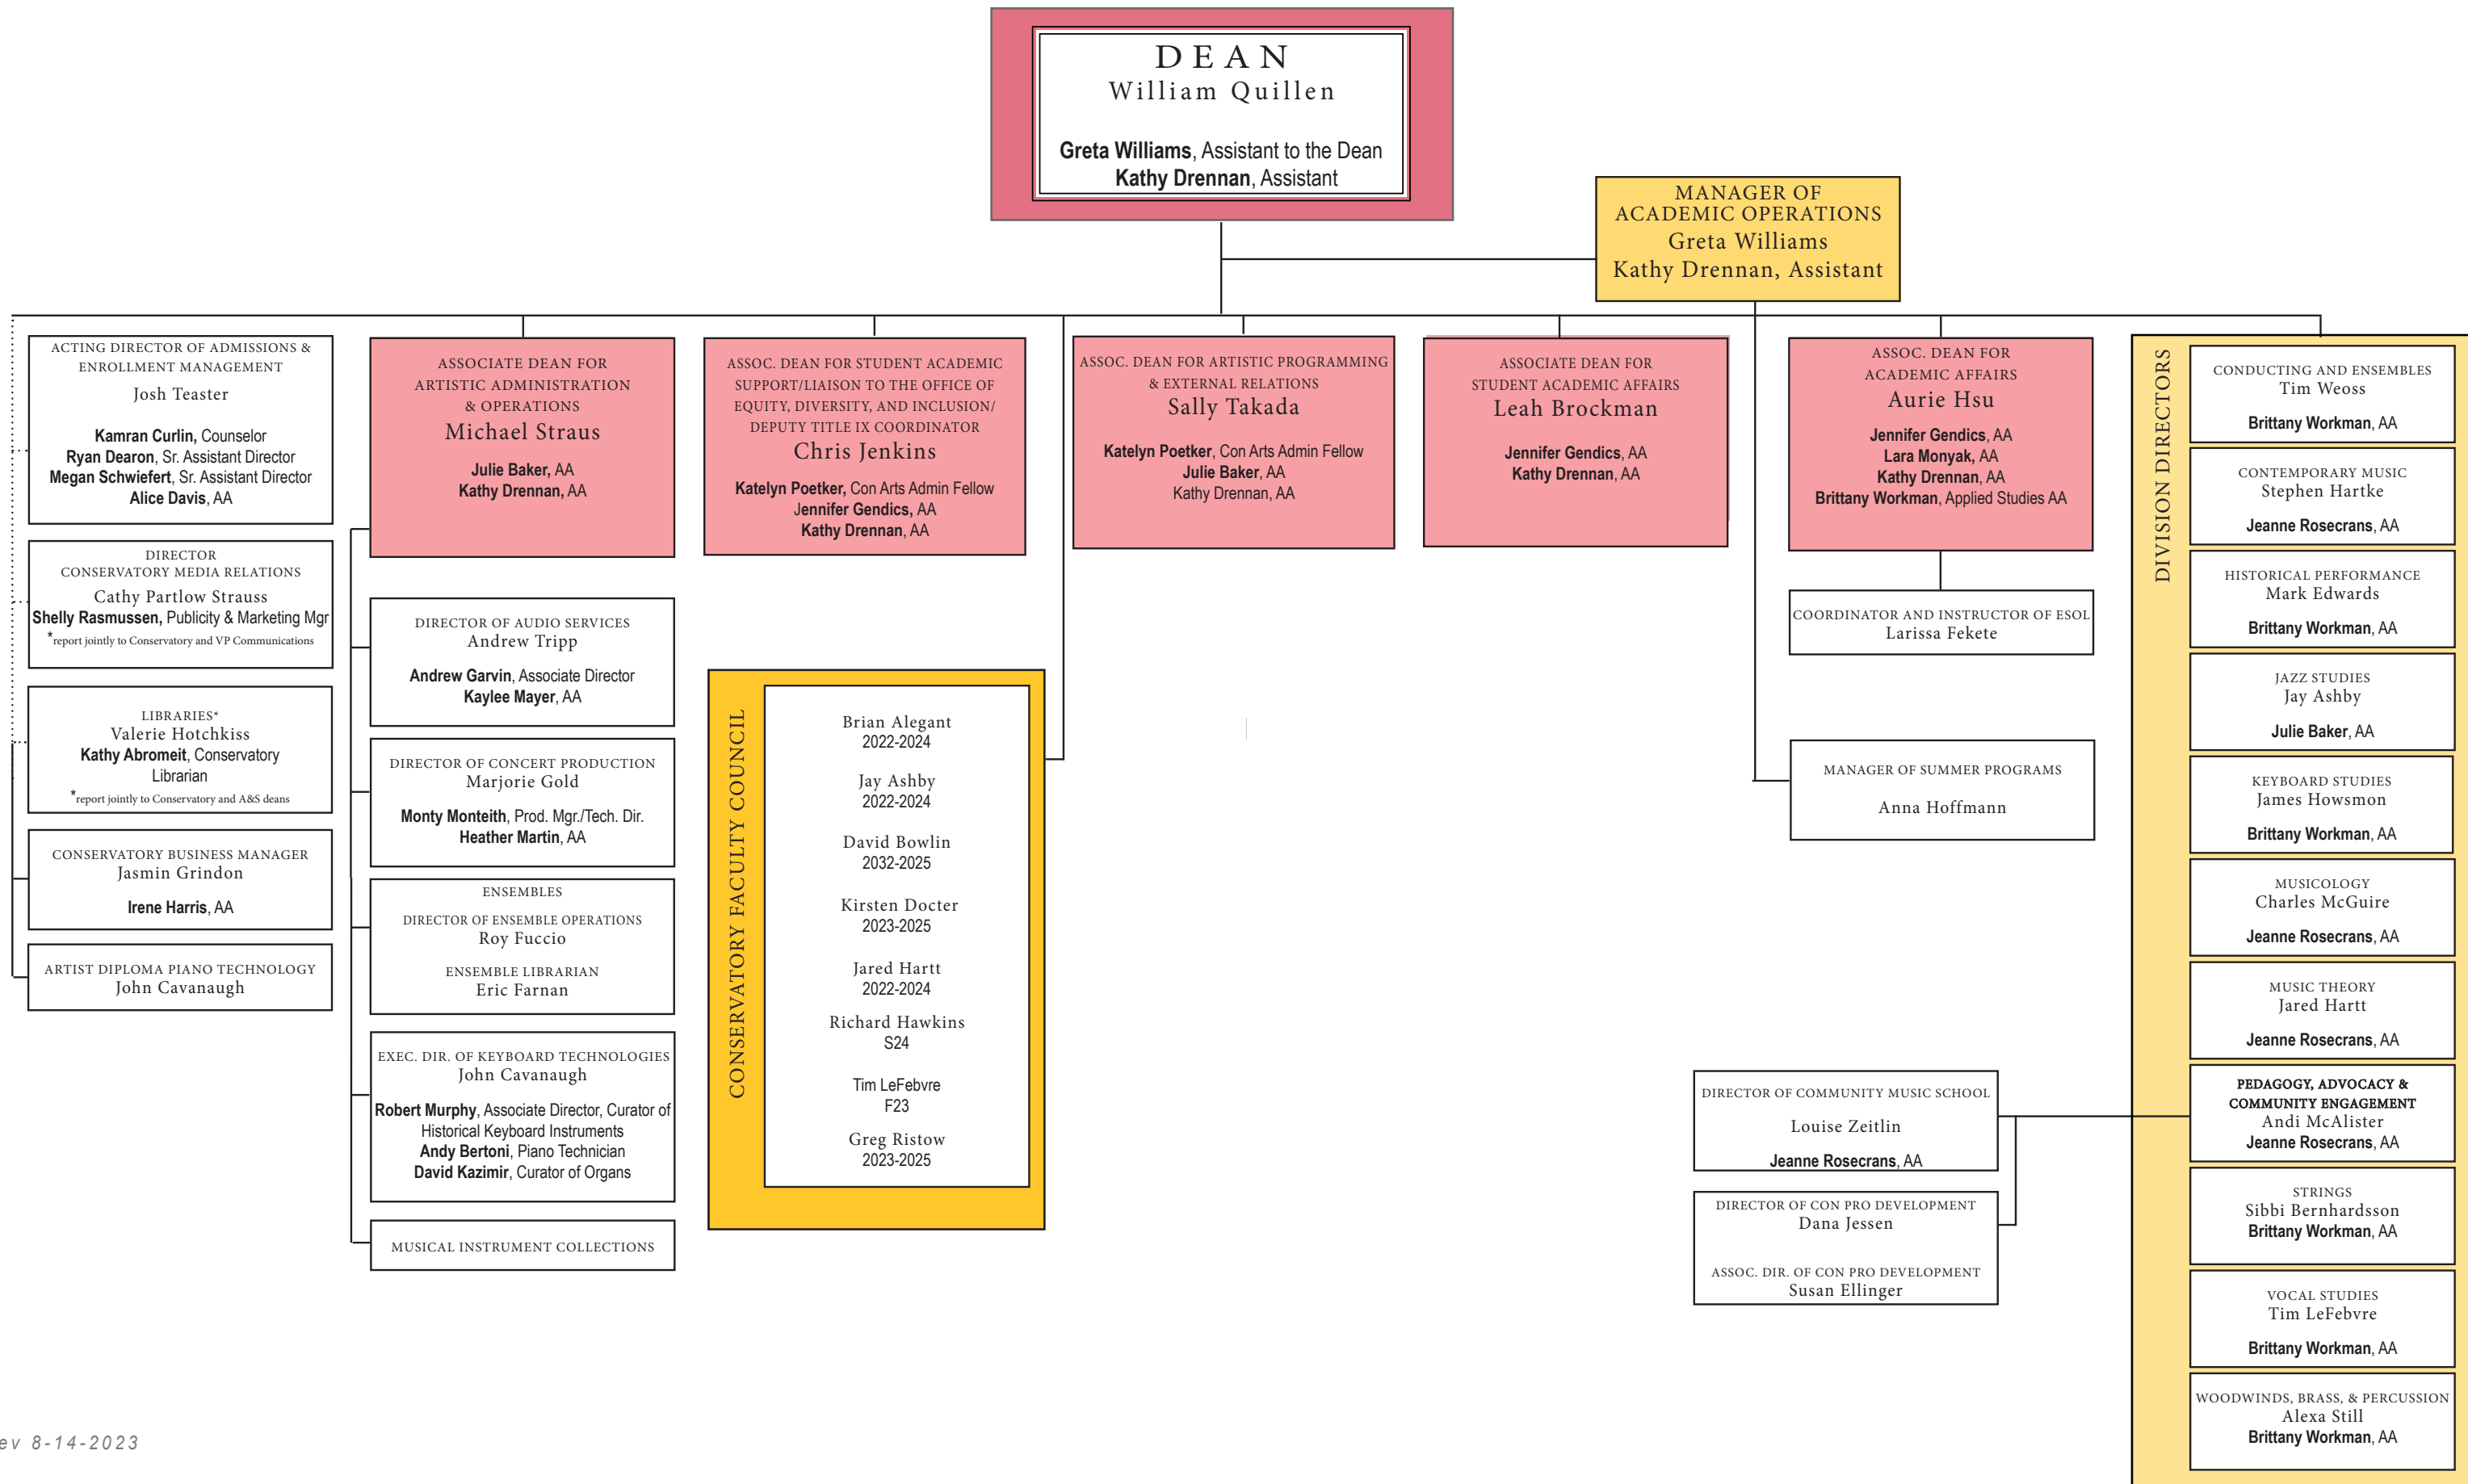 DEAN
William Quillen
Greta Williams, Assistant to the Dean
Kathy Drennan, Assistant
MANAGER OF
ACADEMIC OPERATIONS
Greta Williams
Kathy Drennan, Assistant
ACTING DIRECTOR OF ADMISSIONS &
ENROLLMENT MANAGEMENT
Josh Teaster
Kamran Curlin, Counselor
Ryan Dearon, Sr. Assistant Director
Megan Schwiefert, Sr. Assistant Director
Alice Davis, AA
DIRECTOR
CONSERVATORY MEDIA RELATIONS
Cathy Partlow Strauss
Shelly Rasmussen, Publicity & Marketing Mgr
*report jointly to Conservatory and VP Communications
LIBRARIES*
Valerie Hotchkiss
Kathy Abromeit, Conservatory
Librarian
*report jointly to Conservatory and A&S deans
CONSERVATORY BUSINESS MANAGER
Jasmin Grindon
Irene Harris, AA
ARTIST DIPLOMA PIANO TECHNOLOGY
John Cavanaugh
ASSOCIATE DEAN FOR
ARTISTIC ADMINISTRATION
& OPERATIONS
Michael Straus
Julie Baker, AA
Kathy Drennan, AA
DIRECTOR OF AUDIO SERVICES
Andrew Tripp
Andrew Garvin, Associate Director
Kaylee Mayer, AA
DIRECTOR OF CONCERT PRODUCTION
Marjorie Gold
Monty Monteith, Prod. Mgr./Tech. Dir.
Heather Martin, AA
ENSEMBLES
DIRECTOR OF ENSEMBLE OPERATIONS
Roy Fuccio
ENSEMBLE LIBRARIAN
Eric Farnan
EXEC. DIR. OF KEYBOARD TECHNOLOGIES
John Cavanaugh
Robert Murphy, Associate Director, Curator of
Historical Keyboard Instruments
Andy Bertoni, Piano Technician
David Kazimir, Curator of Organs
MUSICAL INSTRUMENT COLLECTIONS
ASSOC. DEAN FOR STUDENT ACADEMIC
SUPPORT/LIAISON TO THE OFFICE OF
EQUITY, DIVERSITY, AND INCLUSION/
DEPUTY TITLE IX COORDINATOR
Chris Jenkins
Katelyn Poetker, Con Arts Admin Fellow
Jennifer Gendics, AA
Kathy Drennan, AA
CONSERVATORY FACULTY COUNCIL
Brian Alegant
2022-2024
Jay Ashby
2022-2024
David Bowlin
2032-2025
Kirsten Docter
2023-2025
Jared Hartt
2022-2024
Richard Hawkins
S24
Tim LeFebvre
F23
Greg Ristow
2023-2025
ASSOC. DEAN FOR ARTISTIC PROGRAMMING
& EXTERNAL RELATIONS
Sally Takada
Katelyn Poetker, Con Arts Admin Fellow
Julie Baker, AA
Kathy Drennan, AA
ASSOCIATE DEAN FOR
STUDENT ACADEMIC AFFAIRS
Leah Brockman
Jennifer Gendics, AA
Kathy Drennan, AA
ASSOC. DEAN FOR
ACADEMIC AFFAIRS
Aurie Hsu
Jennifer Gendics, AA
Lara Monyak, AA
Kathy Drennan, AA
Brittany Workman, Applied Studies AA
COORDINATOR AND INSTRUCTOR OF ESOL
Larissa Fekete
MANAGER OF SUMMER PROGRAMS
Anna Hoffmann
DIRECTOR OF COMMUNITY MUSIC SCHOOL
Louise Zeitlin
Jeanne Rosecrans, AA
DIRECTOR OF CON PRO DEVELOPMENT
Dana Jessen
ASSOC. DIR. OF CON PRO DEVELOPMENT
Susan Ellinger
DIVISION DIRECTORS
CONDUCTING AND ENSEMBLES
Tim Weoss
Brittany Workman, AA
CONTEMPORARY MUSIC
Stephen Hartke
Jeanne Rosecrans, AA
HISTORICAL PERFORMANCE
Mark Edwards
Brittany Workman, AA
JAZZ STUDIES
Jay Ashby
Julie Baker, AA
KEYBOARD STUDIES
James Howsmon
Brittany Workman, AA
MUSICOLOGY
Charles McGuire
Jeanne Rosecrans, AA
MUSIC THEORY
Jared Hartt
Jeanne Rosecrans, AA
PEDAGOGY, ADVOCACY &
COMMUNITY ENGAGEMENT
Andi McAlister
Jeanne Rosecrans, AA
STRINGS
Sibbi Bernhardsson
Brittany Workman, AA
VOCAL STUDIES
Tim LeFebvre
Brittany Workman, AA
WOODWINDS, BRASS, & PERCUSSION
Alexa Still
Brittany Workman, AA
ev 8-14-2023